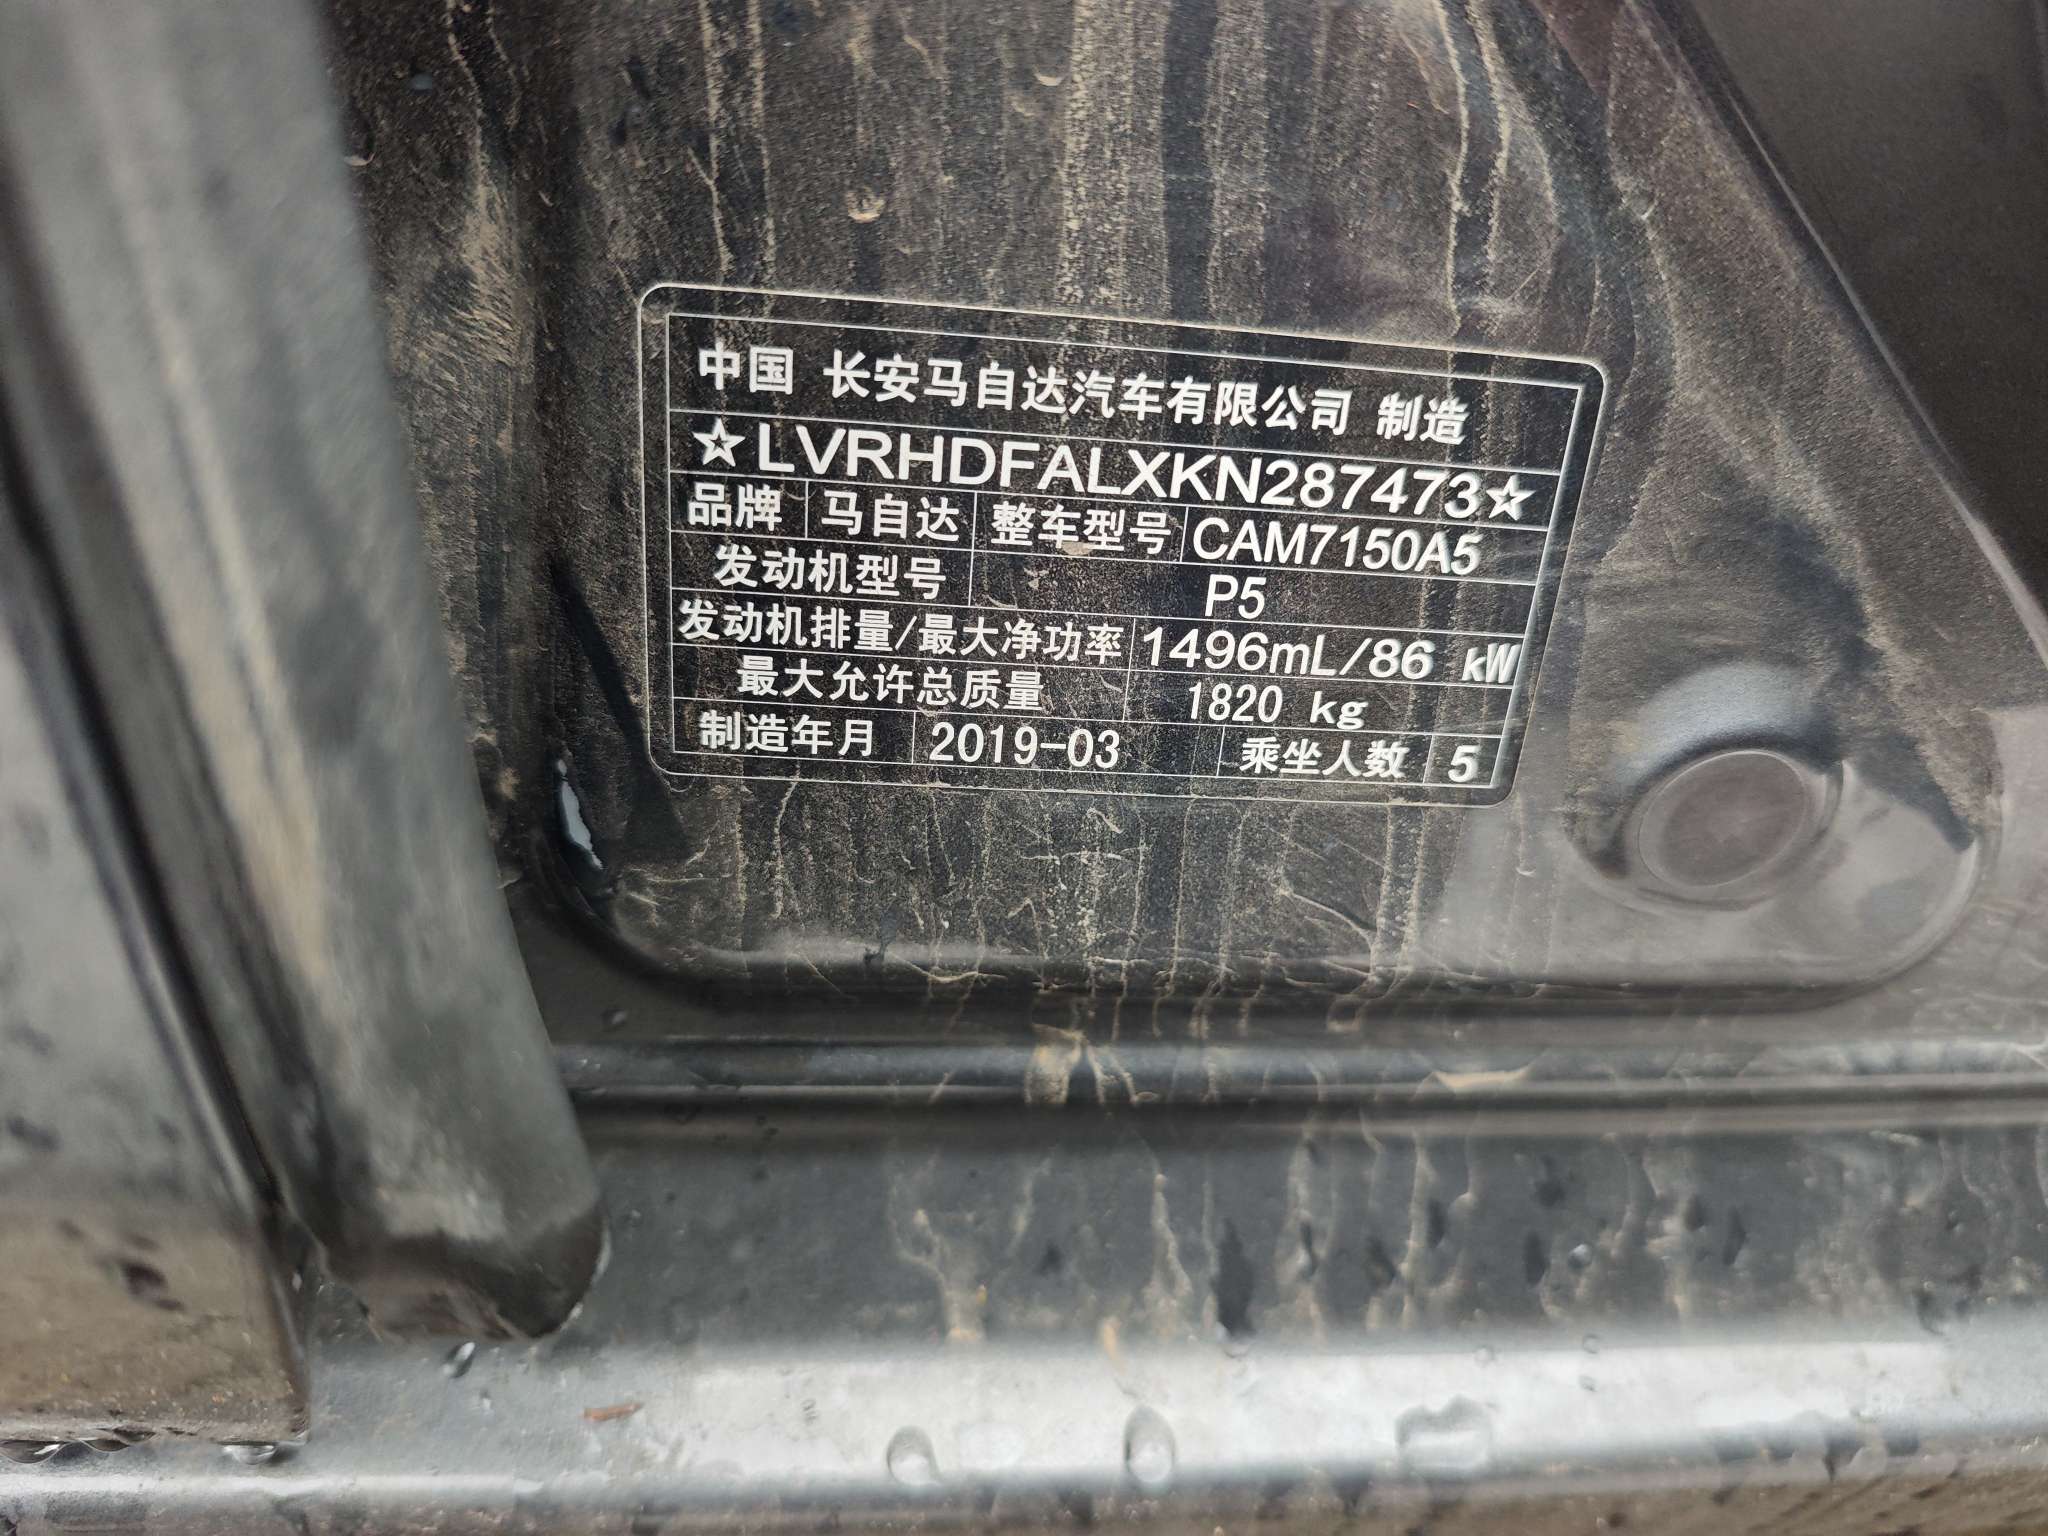 中国 长安马自达汽车有限公司 制造
☆LVRHDFALXKN287473☆
品牌 马自达 整车型号 CAM7150A5
发动机型号 P5
发动机排量/最大净功率 1496mL/86 kW
最大允许总质量 1820 kg
制造年月 2019-03 乘坐人数 5